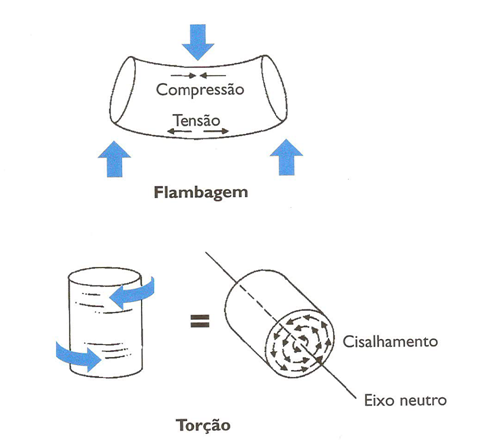 Compressão
Tensão
Flambagem
=
Cisalhamento
Eixo neutro
Torção